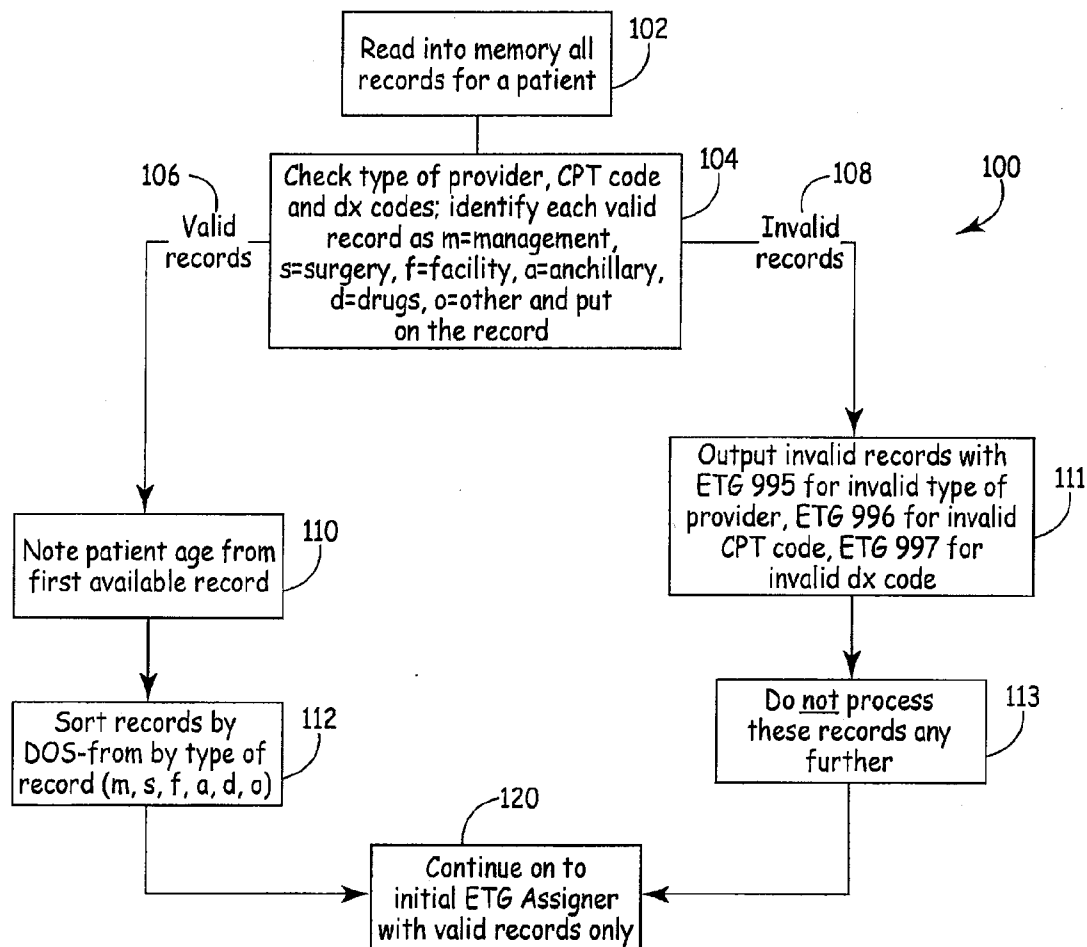 Read into memory all
records for a patient
102
Check type of provider, CPT code
and dx codes; identify each valid
record as m=management,
s=surgery, f=facility, a=anchillary,
d=drugs, o=other and put
on the record
104
106
Valid
records
108
Invalid
records
100
Note patient age from
first available record
110
Output invalid records with
ETG 995 for invalid type of
provider, ETG 996 for invalid
CPT code, ETG 997 for
invalid dx code
111
Sort records by
DOS-from by type of
record (m, s, f, a, d, o)
112
Do not process
these records any
further
113
120
Continue on to
initial ETG Assigner
with valid records only